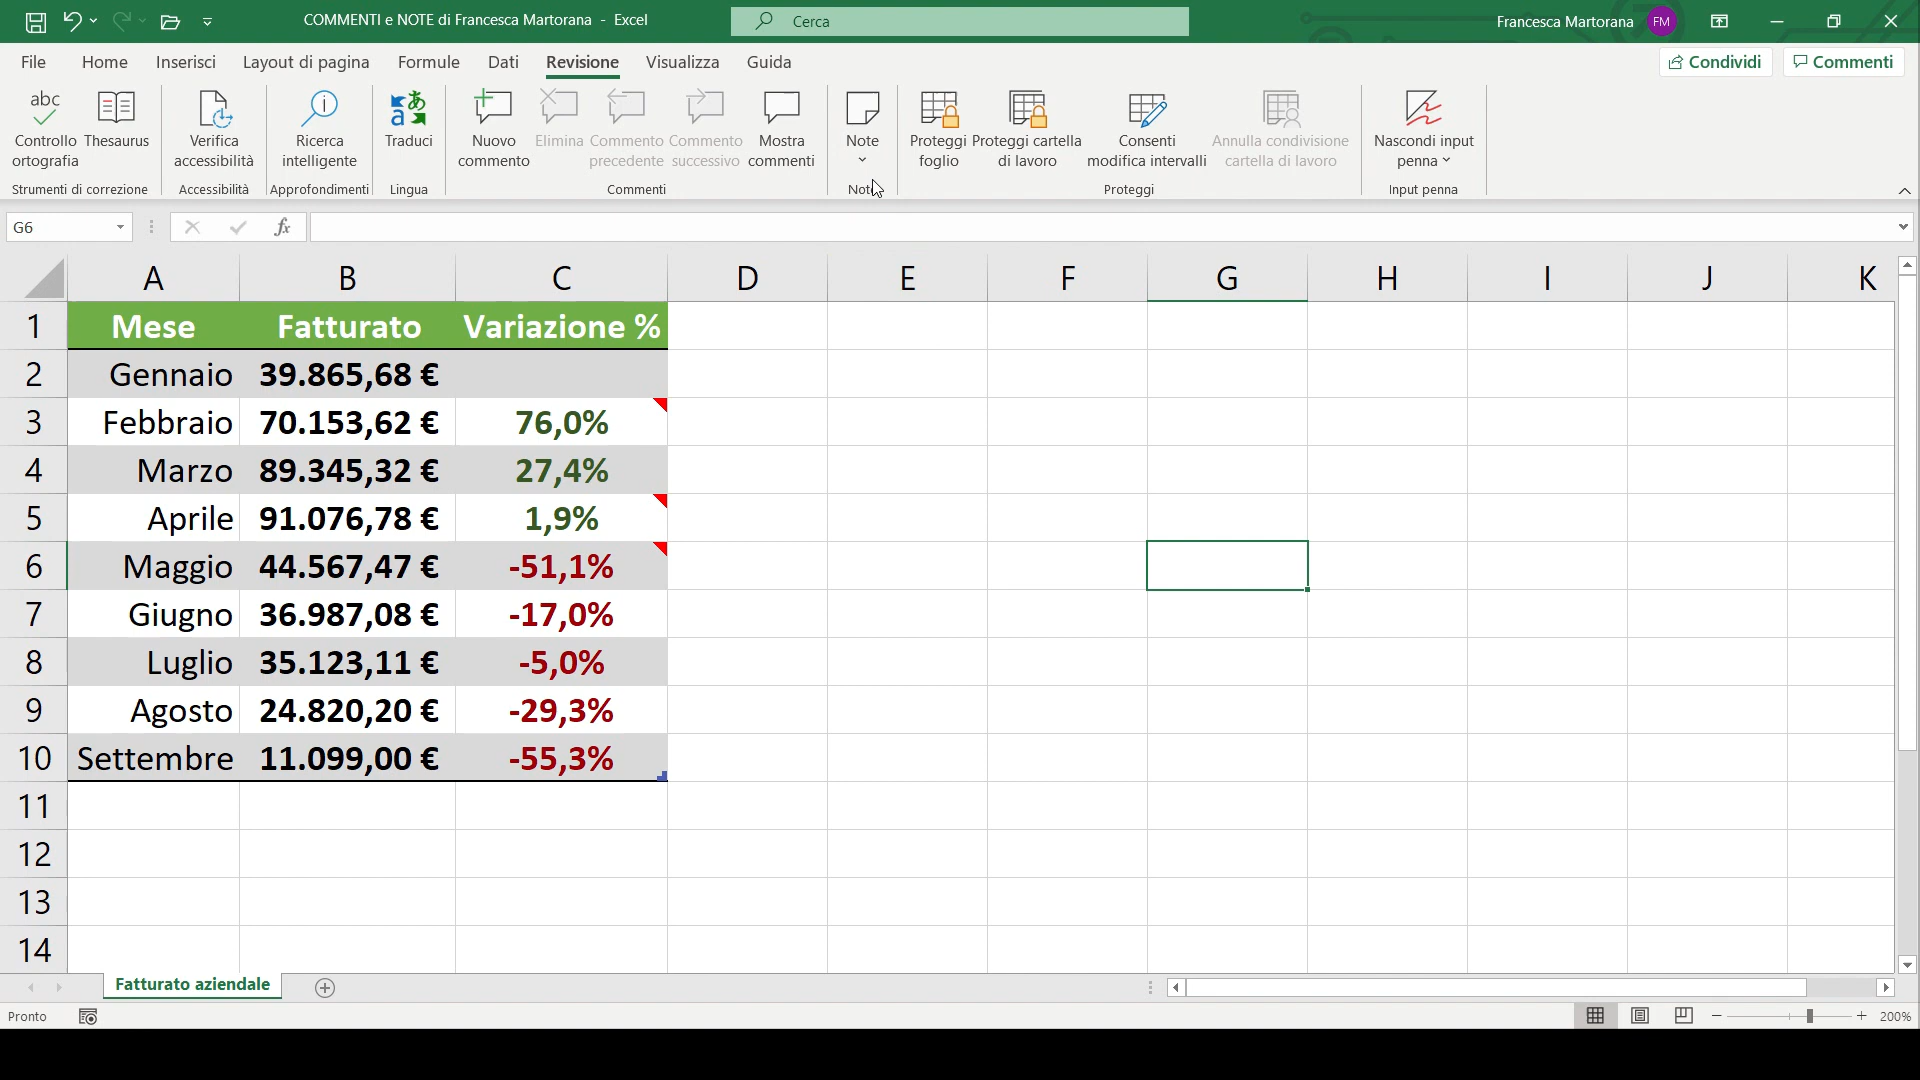 COMMENTI e NOTE di Francesca Martorana - Excel
Cerca
Francesca Martorana FM
File Home Inserisci Layout di pagina Formule Dati Revisione Visualizza Guida
Condividi Commenti
abc
Controllo ortografia
Thesaurus
Verifica accessibilità
Ricerca intelligente
Traduci
Nuovo commento
Elimina
Commento precedente
Commento successivo
Mostra commenti
Note
Proteggi foglio
Proteggi cartella di lavoro
Consenti modifica intervalli
Annulla condivisione cartella di lavoro
Nascondi input penna
Strumenti di correzione Accessibilità Approfondimenti Lingua Commenti Note Proteggi Input penna
G6 fx
A B C D E F G H I J K
1 Mese Fatturato Variazione %
2 Gennaio 39.865,68 €
3 Febbraio 70.153,62 € 76,0%
4 Marzo 89.345,32 € 27,4%
5 Aprile 91.076,78 € 1,9%
6 Maggio 44.567,47 € -51,1%
7 Giugno 36.987,08 € -17,0%
8 Luglio 35.123,11 € -5,0%
9 Agosto 24.820,20 € -29,3%
10 Settembre 11.099,00 € -55,3%
11
12
13
14
Fatturato aziendale
Pronto
200%